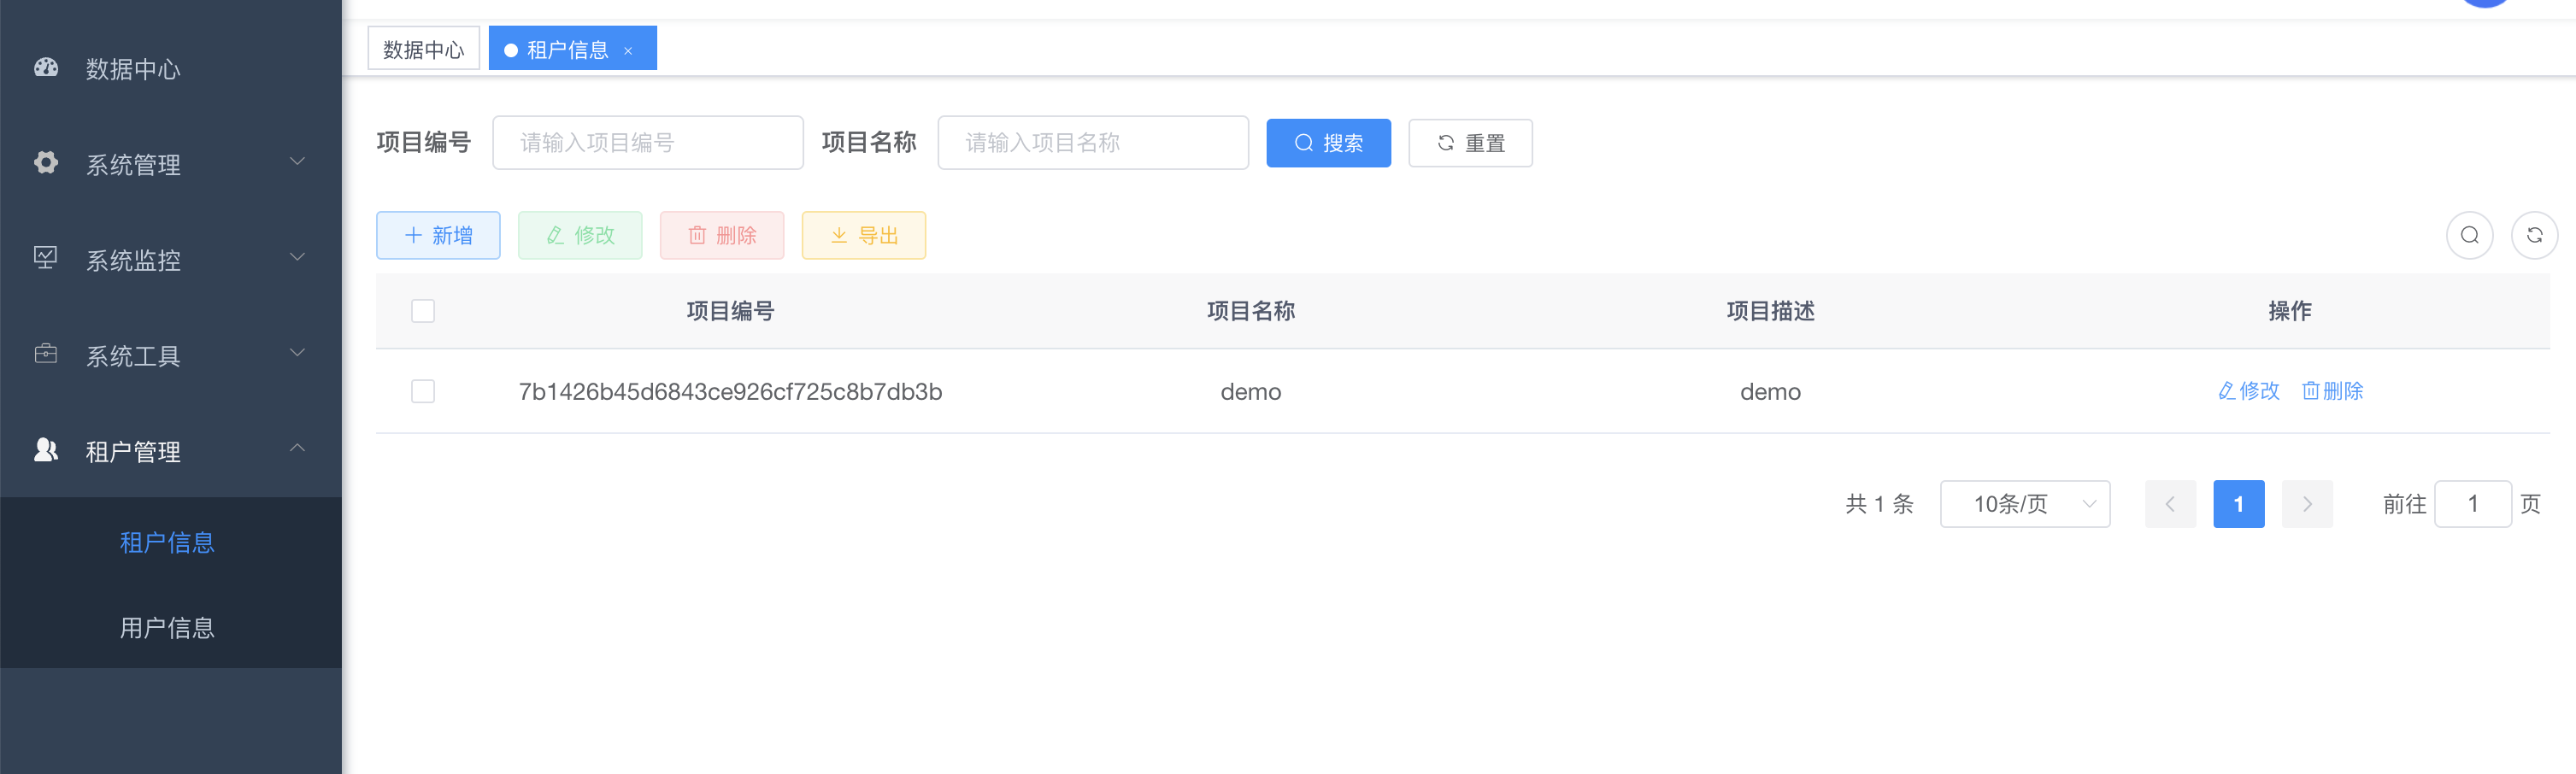 数据中心
系统管理
系统监控
系统工具
租户管理
租户信息
用户信息
数据中心 租户信息 ×
项目编号 请输入项目编号 项目名称 请输入项目名称 搜索 重置
新增 修改 删除 导出
项目编号 项目名称 项目描述 操作
7b1426b45d6843ce926cf725c8b7db3b demo demo 修改 删除
共 1 条 10条/页 1 前往 1 页